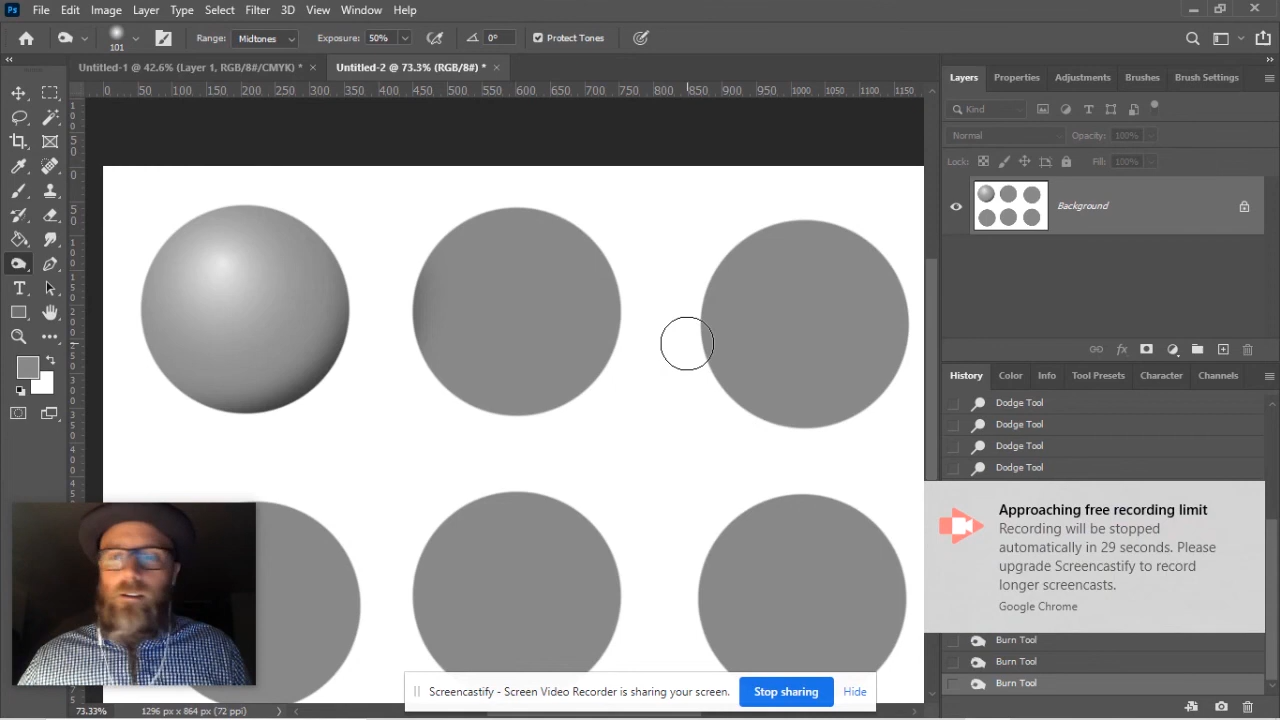 Ps File Edit Image Layer Type Select Filter 3D View Window Help
101 Range: Midtones Exposure: 50% 0° Protect Tones
Untitled-1 @ 42.6% (Layer 1, RGB/8#/CMYK) * × Untitled-2 @ 73.3% (RGB/8#) * ×
0 50 100 150 200 250 300 350 400 450 500 550 600 650 700 750 800 850 900 950 1000 1050 1100 1150
Layers Properties Adjustments Brushes Brush Settings
Kind
Normal Opacity: 100%
Lock: Fill: 100%
Background
fx
History Color Info Tool Presets Character Channels
Dodge Tool
Dodge Tool
Dodge Tool
Dodge Tool
Approaching free recording limit
Recording will be stopped
automatically in 29 seconds. Please
upgrade Screencastify to record
longer screencasts.
Google Chrome
Burn Tool
Burn Tool
Burn Tool
Screencastify - Screen Video Recorder is sharing your screen. Stop sharing Hide
73.33% 1296 px x 864 px (72 ppi)